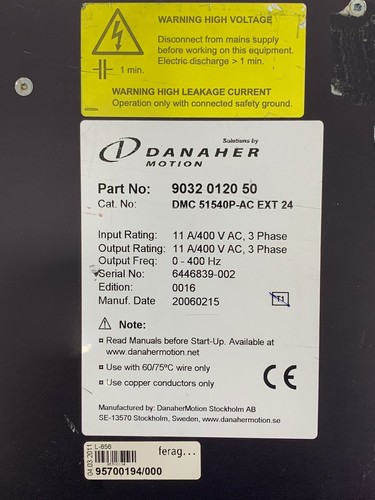 WARNING HIGH VOLTAGE
Disconnect from mains supply
before working on this equipment.
Electric discharge > 1 min.
1 min.
WARNING HIGH LEAKAGE CURRENT
Operation only with connected safety ground.
Solutions by
DANAHER
MOTION
Part No: 9032 0120 50
Cat. No: DMC 51540P-AC EXT 24
Input Rating: 11 A/400 V AC, 3 Phase
Output Rating: 11 A/400 V AC, 3 Phase
Output Freq: 0 - 400 Hz
Serial No: 6446839-002
Edition: 0016
Manuf. Date: 20060215
T1
Note:
Read Manuals before Start-Up. Available at
www.danahermotion.net
Use with 60/75ºC wire only
Use copper conductors only
CE
Manufactured by: DanaherMotion Stockholm AB
SE-13570 Stockholm, Sweden, www.danahermotion.se
04.03.2011
L-656
ferag...
95700194/000